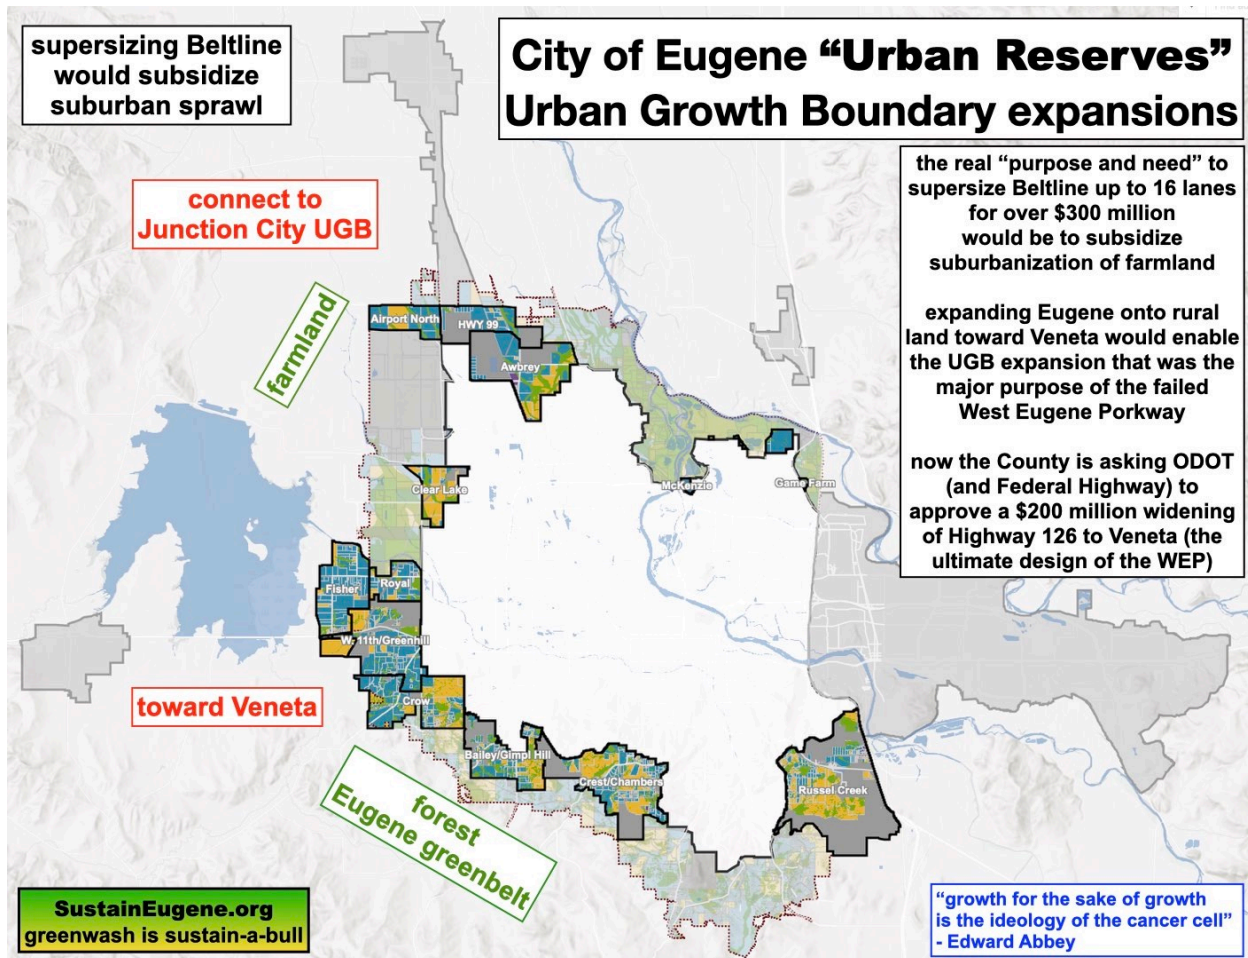 supersizing Beltline
would subsidize
suburban sprawl
City of Eugene “Urban Reserves”
Urban Growth Boundary expansions
the real “purpose and need” to
supersize Beltline up to 16 lanes
for over $300 million
would be to subsidize
suburbanization of farmland
expanding Eugene onto rural
land toward Veneta would enable
the UGB expansion that was the
major purpose of the failed
West Eugene Porkway
now the County is asking ODOT
(and Federal Highway) to
approve a $200 million widening
of Highway 126 to Veneta (the
ultimate design of the WEP)
connect to
Junction City UGB
farmland
Airport North
HWY 99
Awbrey
Clear Lake
McKenzie
Game Farm
Fisher
Royal
W. 11th/Greenhill
Crow
toward Veneta
Bailey/Gimpl Hill
Crest/Chambers
Russel Creek
forest
Eugene greenbelt
SustainEugene.org
greenwash is sustain-a-bull
“growth for the sake of growth
is the ideology of the cancer cell”
- Edward Abbey